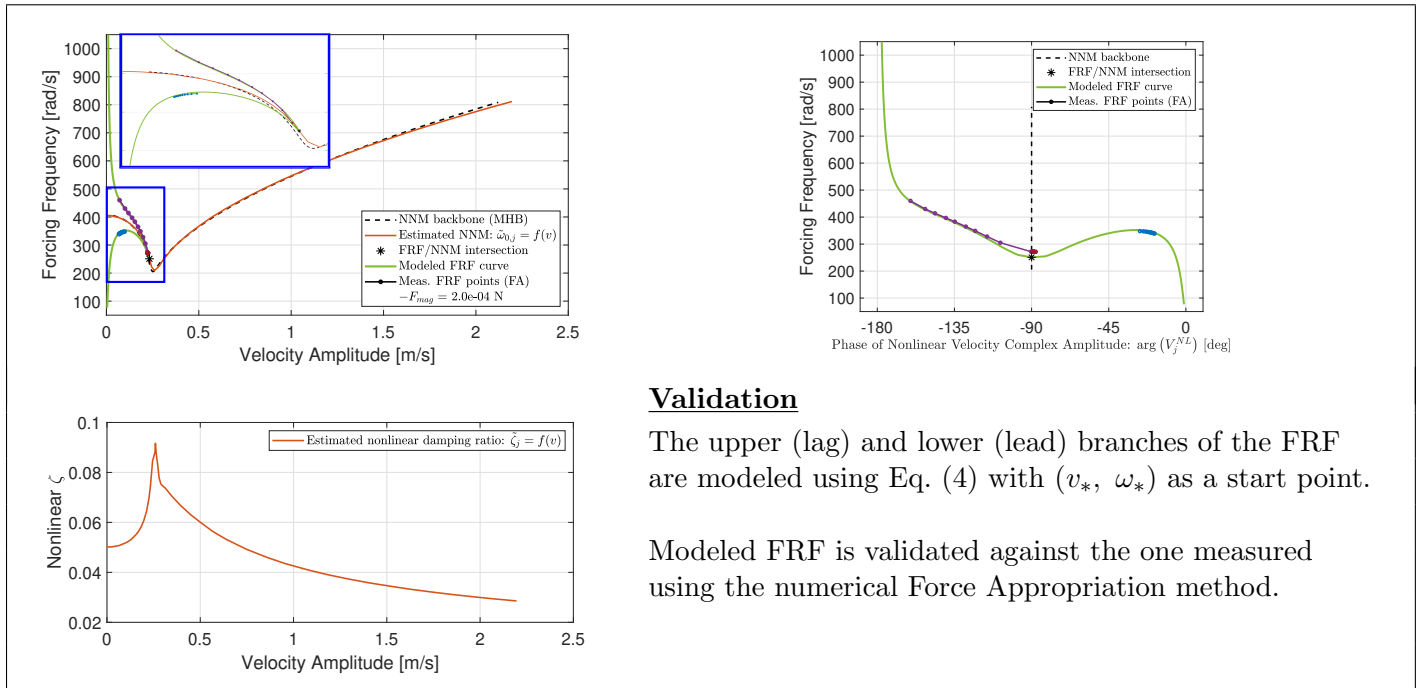 1000
900
800
700
600
500
400
300
200
100
Forcing Frequency [rad/s]
0
0.5
1
1.5
2
2.5
Velocity Amplitude [m/s]
NNM backbone (MHB)
Estimated NNM: ω̃₀,ⱼ = f(v)
FRF/NNM intersection
Modeled FRF curve
Meas. FRF points (FA)
−F_mag = 2.0e-04 N
1000
900
800
700
600
500
400
300
200
100
Forcing Frequency [rad/s]
-180
-135
-90
-45
0
Phase of Nonlinear Velocity Complex Amplitude: arg (V_j^{NL}) [deg]
NNM backbone
FRF/NNM intersection
Modeled FRF curve
Meas. FRF points (FA)
0.1
0.08
0.06
0.04
0.02
Nonlinear ζ
0
0.5
1
1.5
2
2.5
Velocity Amplitude [m/s]
Estimated nonlinear damping ratio: ζ̃ⱼ = f(v)
Validation
The upper (lag) and lower (lead) branches of the FRF
are modeled using Eq. (4) with (v∗, ω∗) as a start point.
Modeled FRF is validated against the one measured
using the numerical Force Appropriation method.